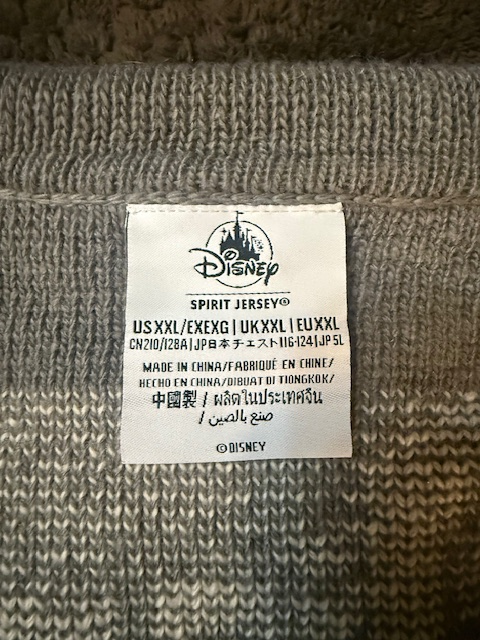 Disney
SPIRIT JERSEY®
US XXL/EXEXG | UK XXL | EU XXL
CN210/128A | JP日本チエスト116-124 | JP 5L
MADE IN CHINA/FABRIQUÉ EN CHINE/
HECHO EN CHINA/DIBUAT DI TIONGKOK/
中國製 / ผลิตในประเทศจีน
/ صنع بالصين
© DISNEY